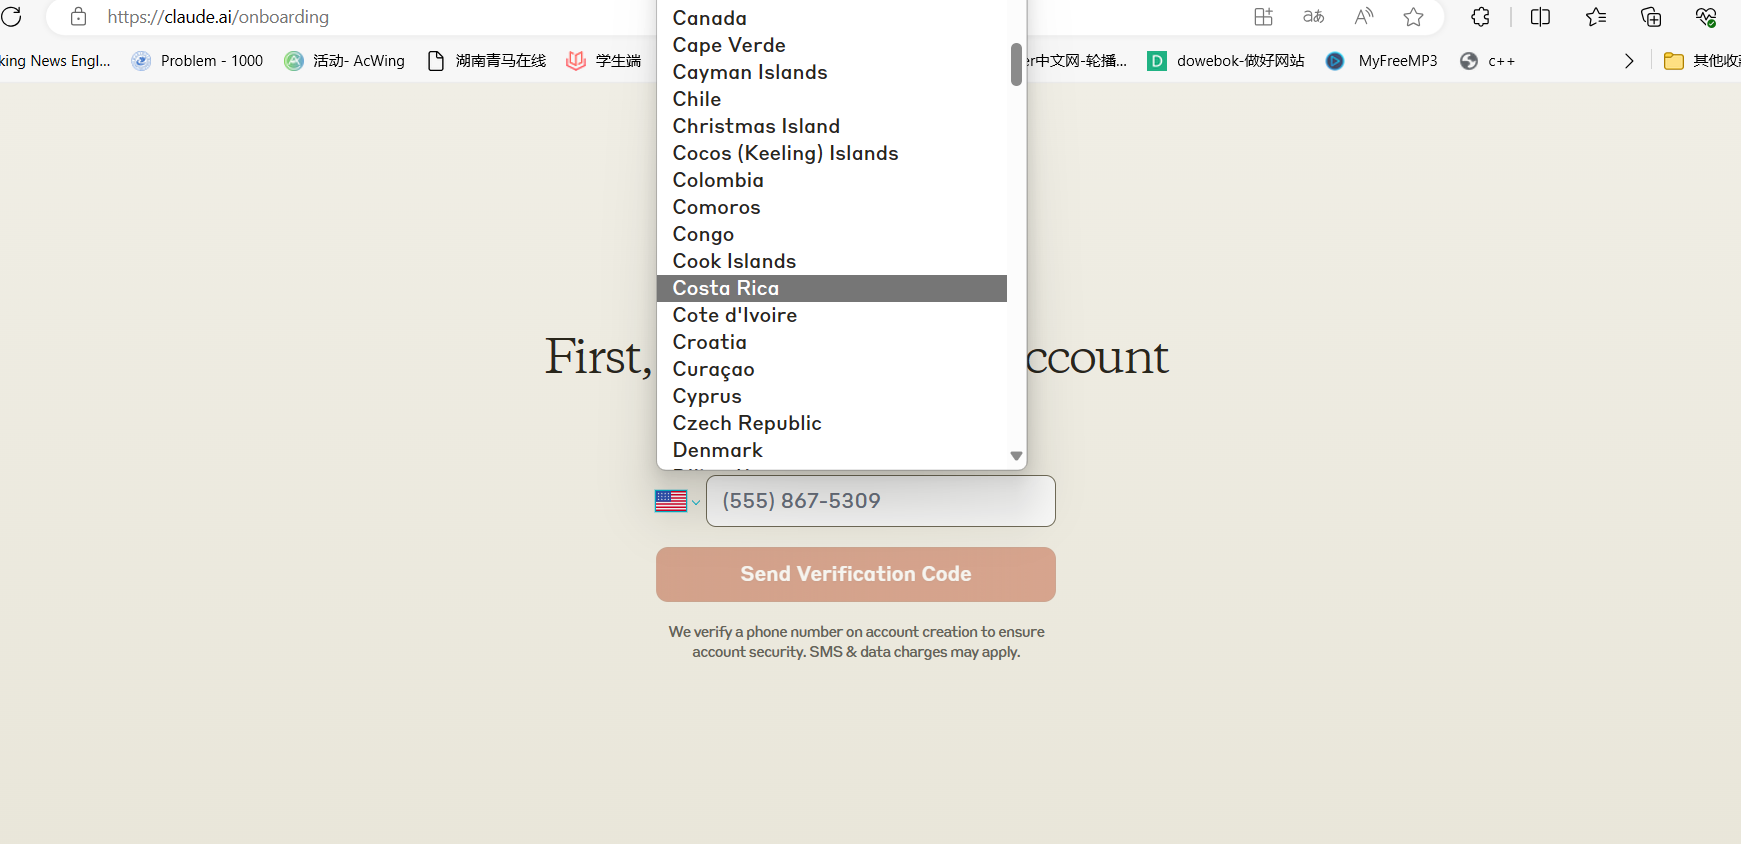 https://claude.ai/onboarding
king News Engl...
Problem - 1000
活动- AcWing
湖南青马在线
学生端
er中文网-轮播...
D
dowebok-做好网站
MyFreeMP3
c++
其他收
Canada
Cape Verde
Cayman Islands
Chile
Christmas Island
Cocos (Keeling) Islands
Colombia
Comoros
Congo
Cook Islands
Costa Rica
Cote d'Ivoire
Croatia
Curaçao
Cyprus
Czech Republic
Denmark
First, ccount
(555) 867-5309
Send Verification Code
We verify a phone number on account creation to ensure
account security. SMS & data charges may apply.